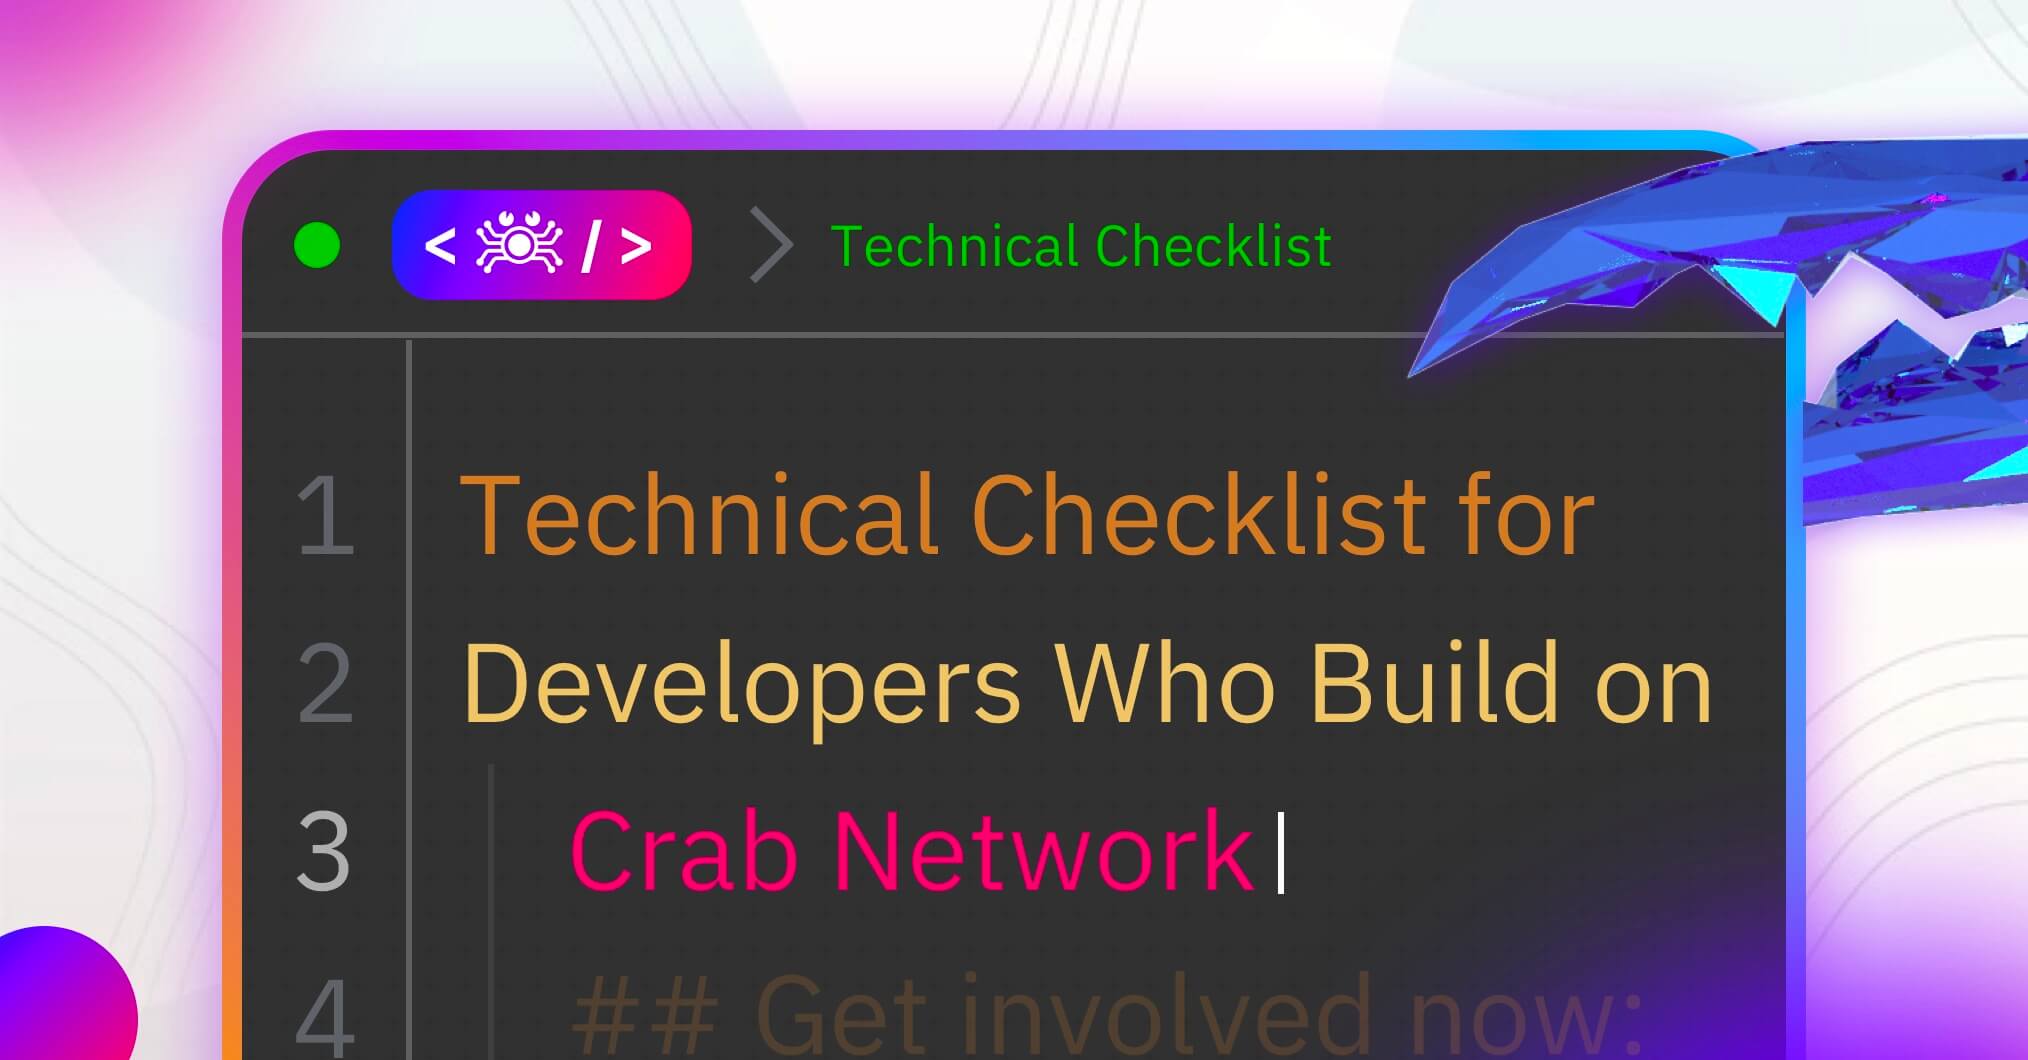 < / > Technical Checklist
1 Technical Checklist for
2 Developers Who Build on
3 Crab Network
4 ## Get involved now: